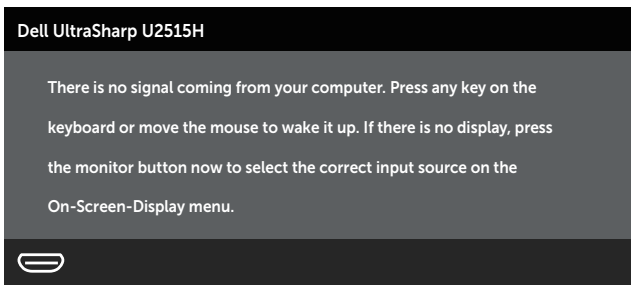 Dell UltraSharp U2515H
There is no signal coming from your computer. Press any key on the
keyboard or move the mouse to wake it up. If there is no display, press
the monitor button now to select the correct input source on the
On-Screen-Display menu.